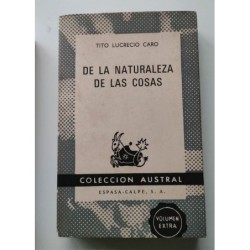 TITO LUCRECIO CARO
DE LA NATURALEZA
DE LAS COSAS
COLECCION AUSTRAL
ESPASA-CALPE, S. A.
VOLUMEN
EXTRA